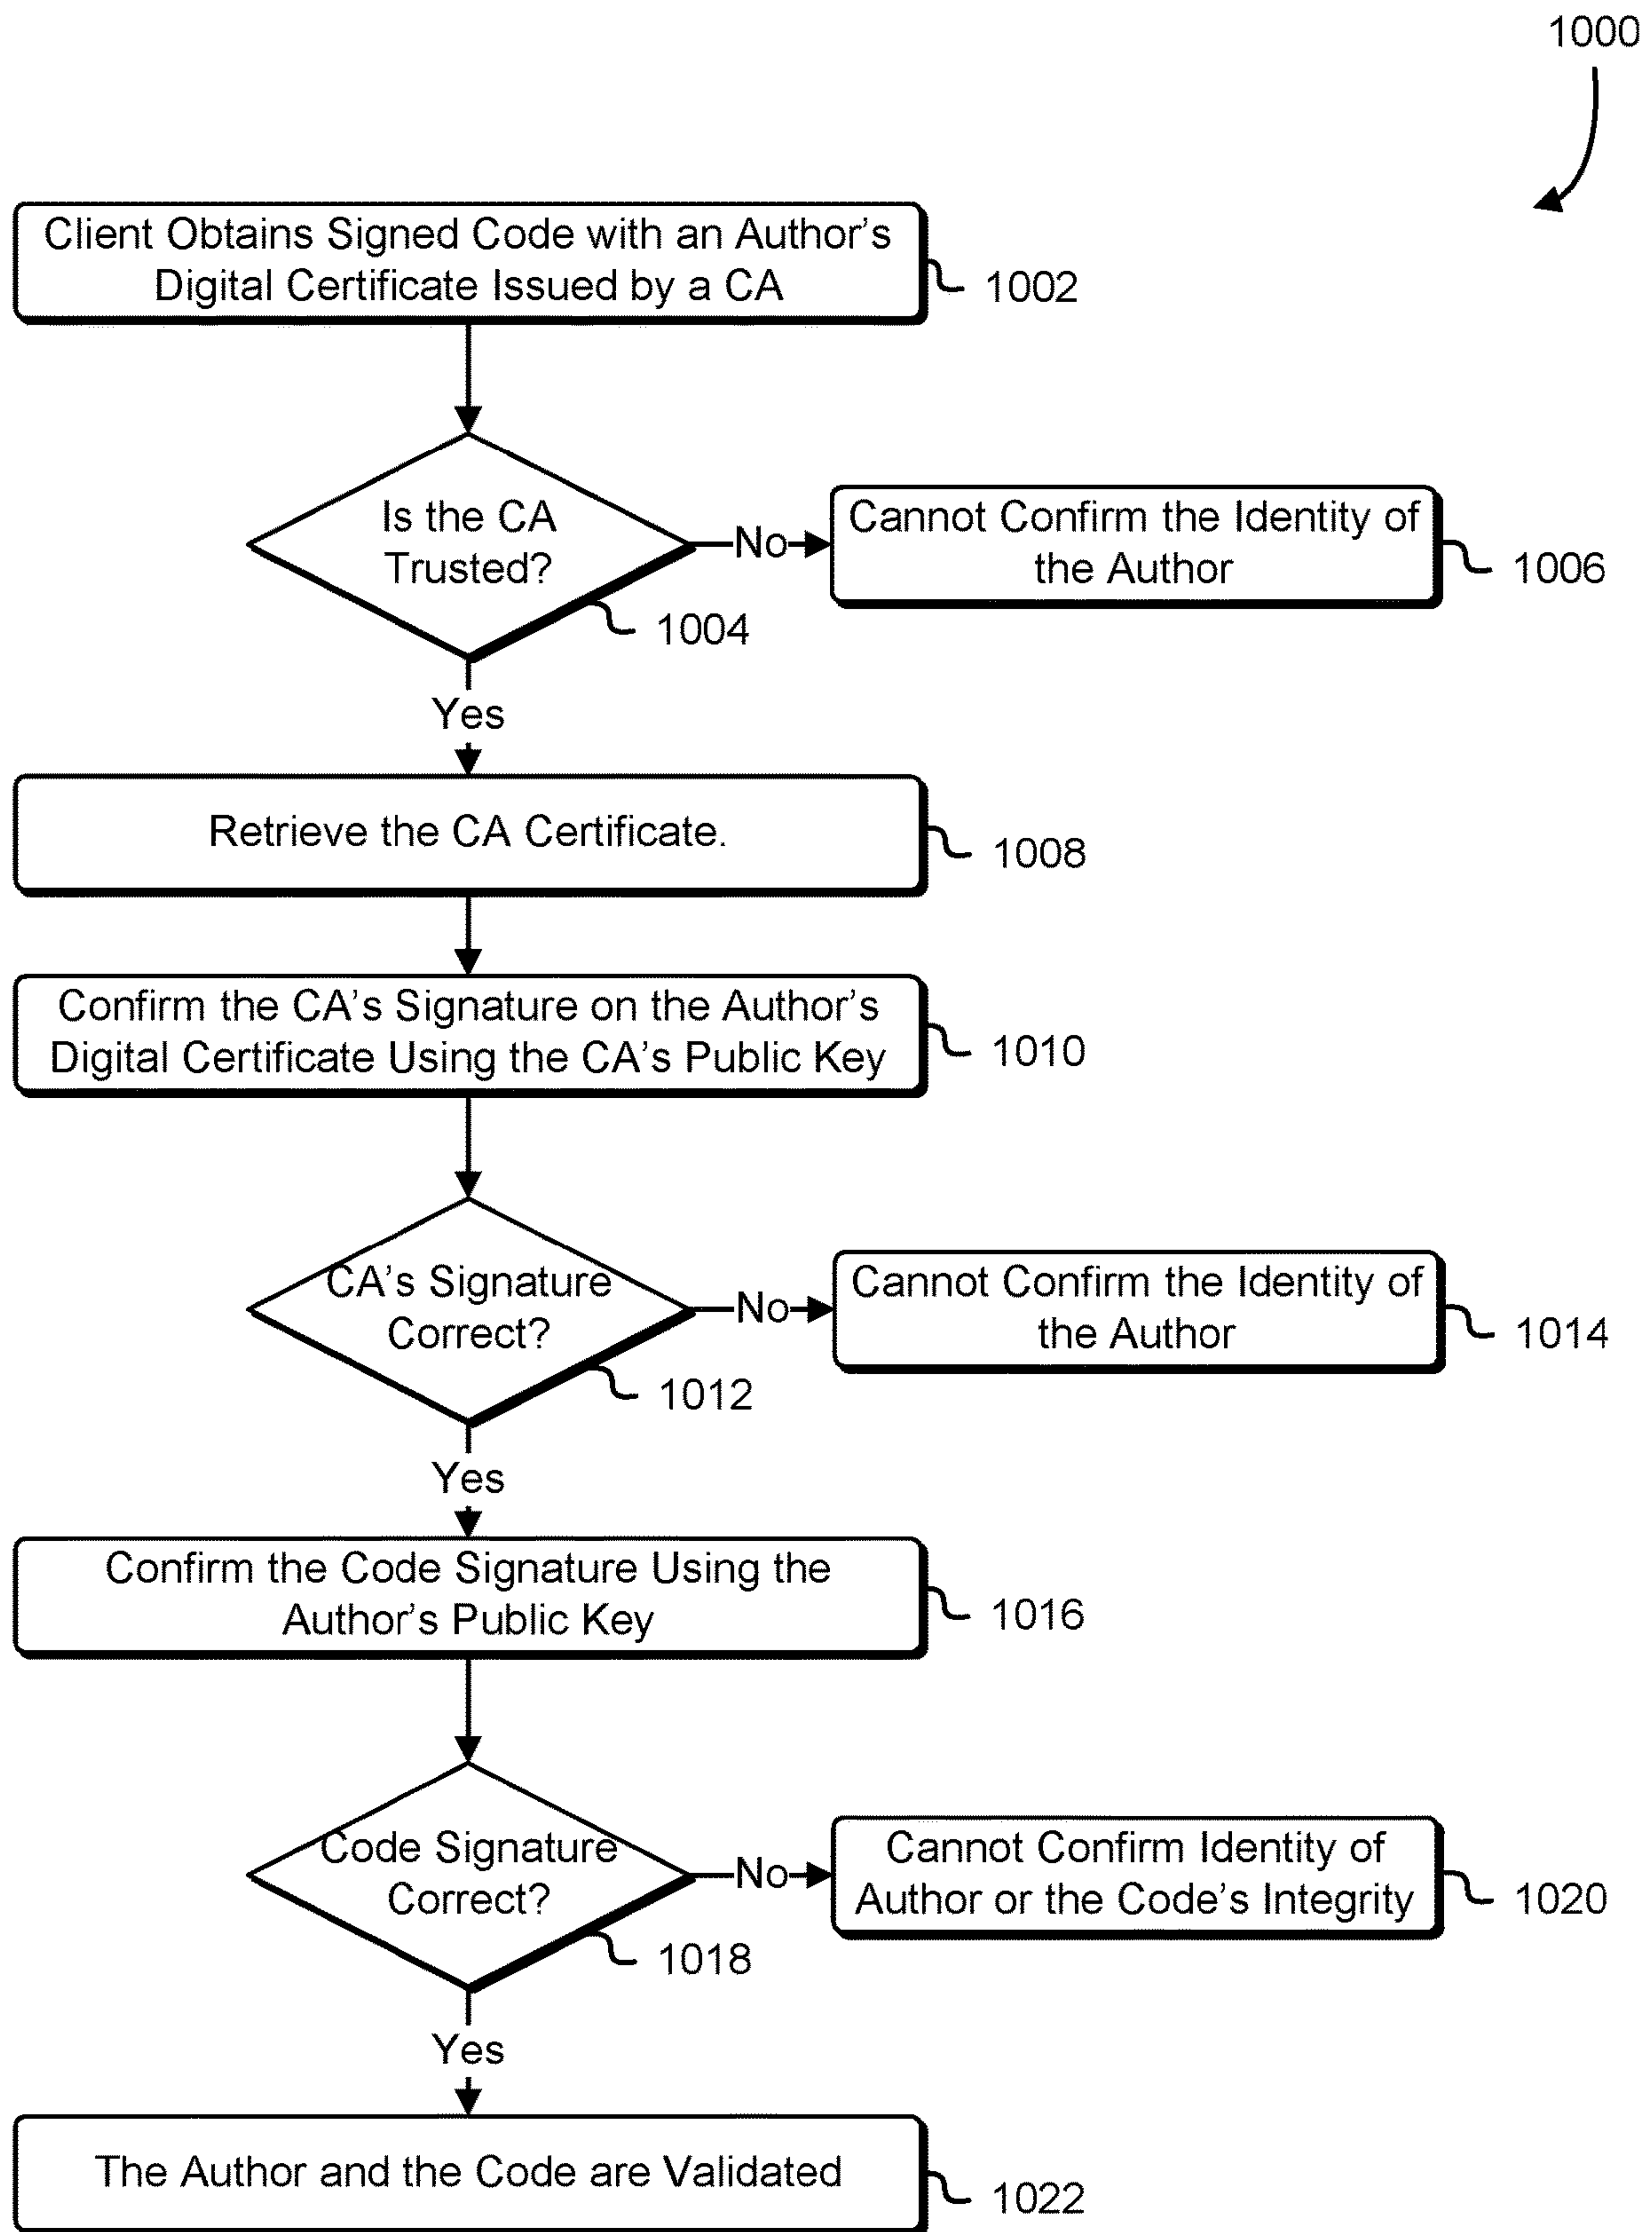 1000
Client Obtains Signed Code with an Author's
Digital Certificate Issued by a CA
1002
Is the CA
Trusted?
1004
No
Cannot Confirm the Identity of
the Author
1006
Yes
Retrieve the CA Certificate.
1008
Confirm the CA's Signature on the Author's
Digital Certificate Using the CA's Public Key
1010
CA's Signature
Correct?
1012
No
Cannot Confirm the Identity of
the Author
1014
Yes
Confirm the Code Signature Using the
Author's Public Key
1016
Code Signature
Correct?
1018
No
Cannot Confirm Identity of
Author or the Code's Integrity
1020
Yes
The Author and the Code are Validated
1022